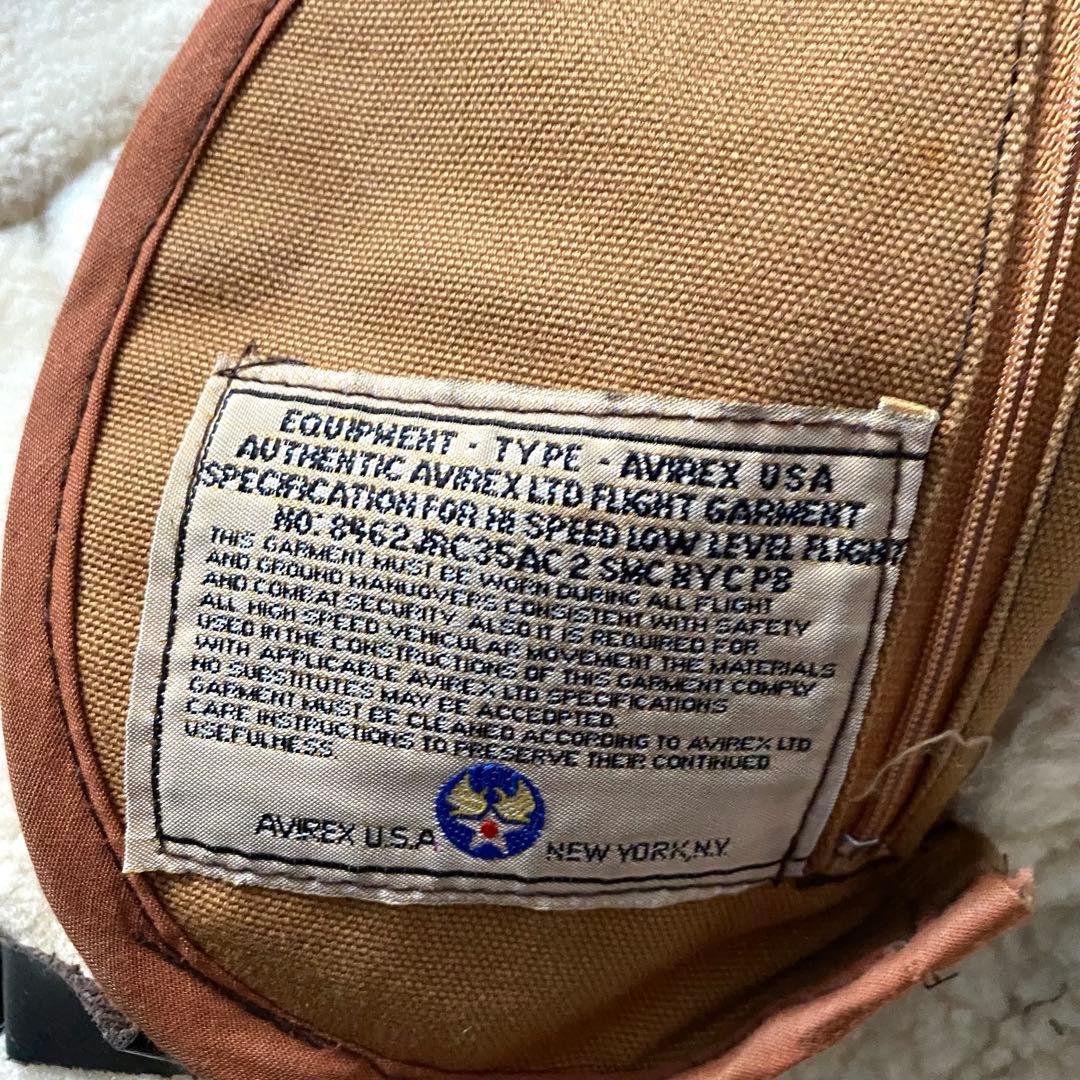 EQUIPMENT - TYPE - AVIREX USA
AUTHENTIC AVIREX LTD FLIGHT GARMENT
SPECIFICATION FOR HI SPEED LOW LEVEL FLIGHT
NO: 8462JRC35AC 2 SMC NYC PB
THIS GARMENT MUST BE WORN DURING ALL FLIGHT
AND GROUND MANUOVERS CONSISTENT WITH SAFETY
AND COMBAT SECURITY. ALSO IT IS REQUIRED FOR
ALL HIGH SPEED VEHICULAR MOVEMENT THE MATERIALS
USED IN THE CONSTRUCTIONS OF THIS GARMENT COMPLY
WITH APPLICABLE AVIREX LTD SPECIFICATIONS
NO SUBSTITUTES MAY BE ACCEDPTED.
GARMENT MUST BE CLEANED ACCORDING TO AVIREX LTD
CARE INSTRUCTIONS TO PRESERVE THEIR CONTINUED
USEFULNESS
AVIREX U.S.A NEW YORK, N.Y.